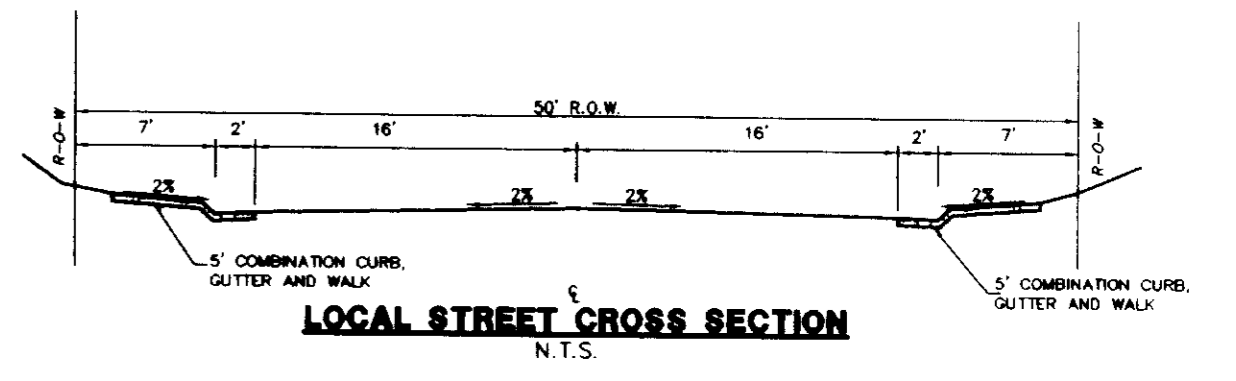 R-O-W
50' R.O.W.
R-O-W
7' 2' 16' 16' 2' 7'
2% 2% 2% 2%
5' COMBINATION CURB,
GUTTER AND WALK
5' COMBINATION CURB,
GUTTER AND WALK
℄
LOCAL STREET CROSS SECTION
N.T.S.